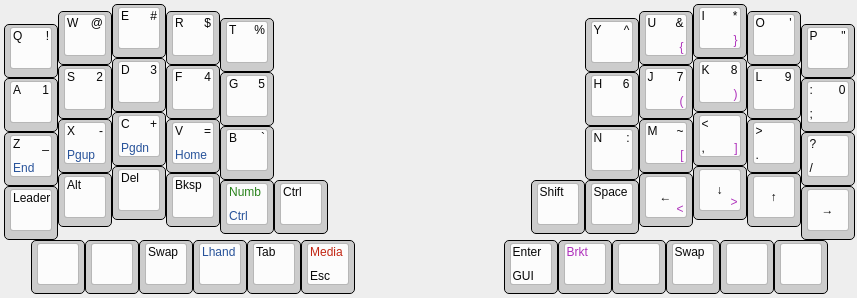 Q ! W @ E # R $ T %
Y ^ U & { I * } O ' P "
A 1 S 2 D 3 F 4 G 5
H 6 J 7 ( K 8 ) L 9 : 0 ;
Z _ End X - Pgup C + Pgdn V = Home B `
N : M ~ [ < , ] > . ? /
Leader Alt Del Bksp Numb Ctrl Ctrl
Shift Space ← < ↓ > ↑ →
Swap Lhand Tab Media Esc
Enter GUI Brkt Swap